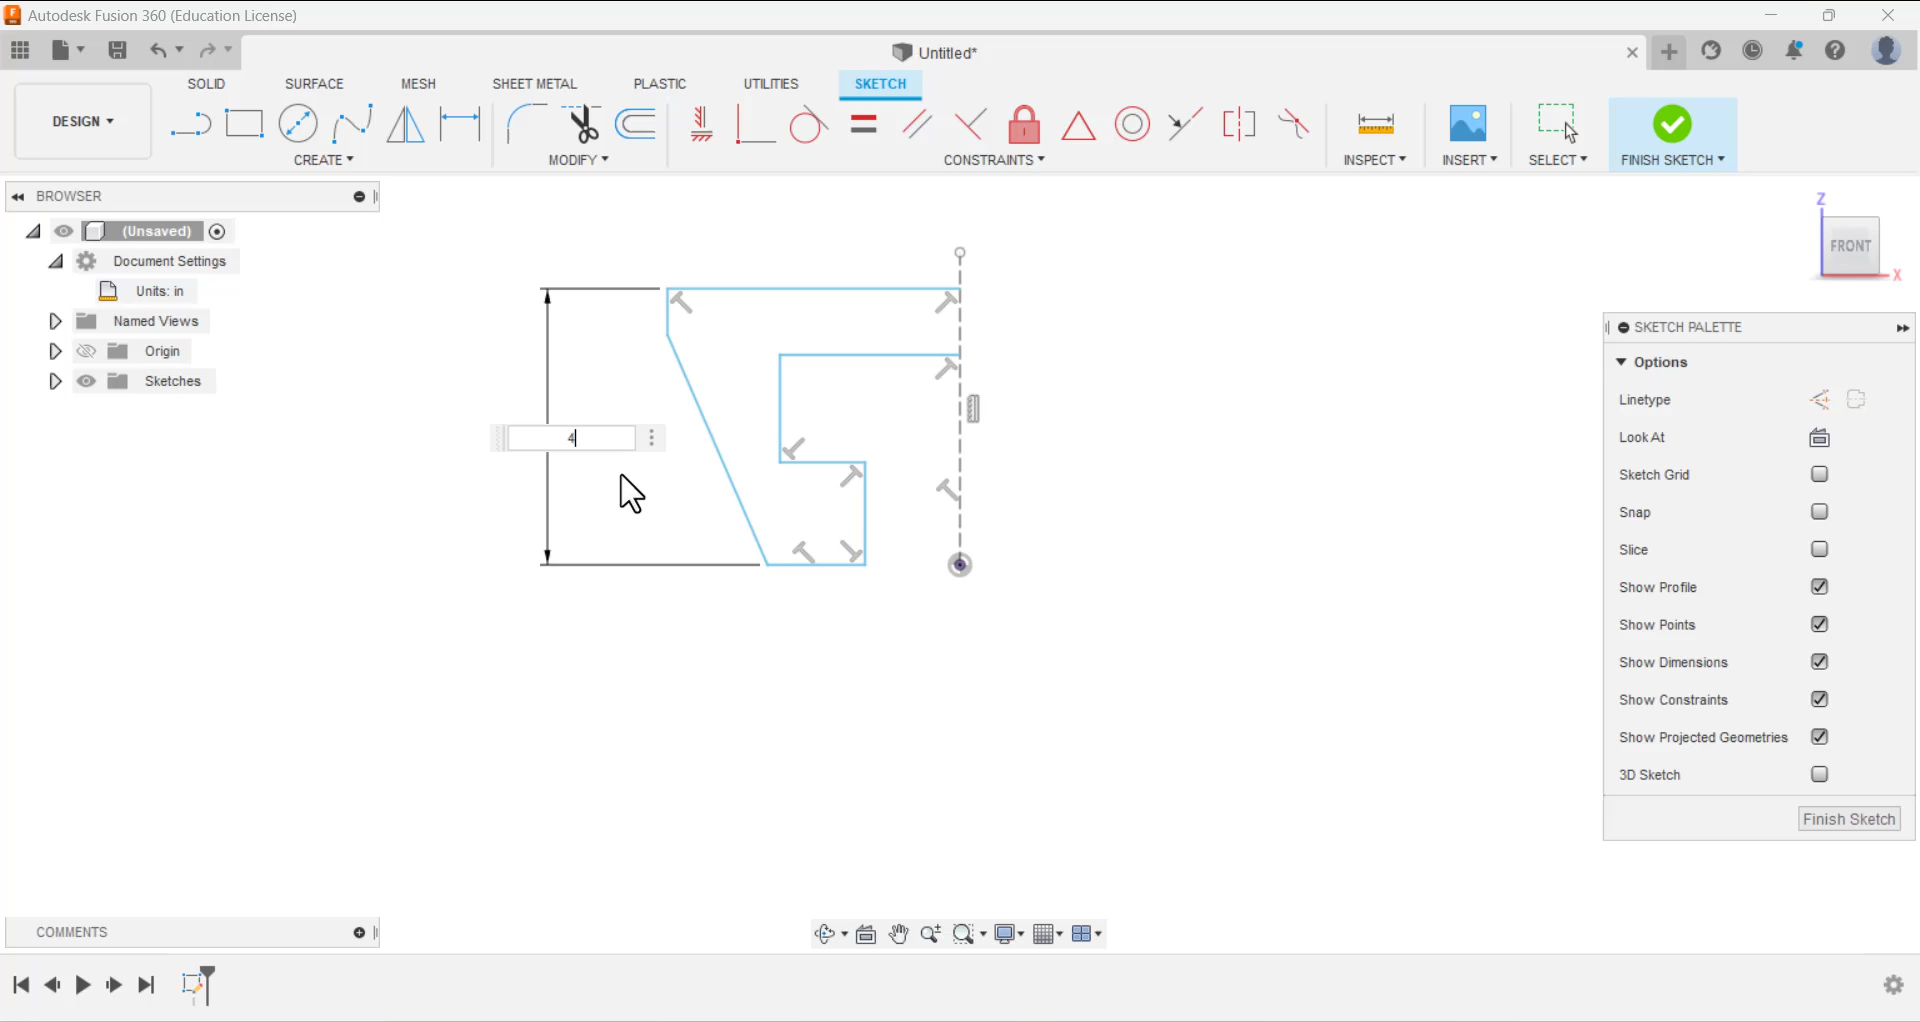 Autodesk Fusion 360 (Education License)
Untitled*
SOLID SURFACE MESH SHEET METAL PLASTIC UTILITIES SKETCH
DESIGN
CREATE MODIFY CONSTRAINTS INSPECT INSERT SELECT FINISH SKETCH
BROWSER
(Unsaved)
Document Settings
Units: in
Named Views
Origin
Sketches
4
Z
FRONT
X
SKETCH PALETTE
Options
Linetype
Look At
Sketch Grid
Snap
Slice
Show Profile
Show Points
Show Dimensions
Show Constraints
Show Projected Geometries
3D Sketch
Finish Sketch
COMMENTS